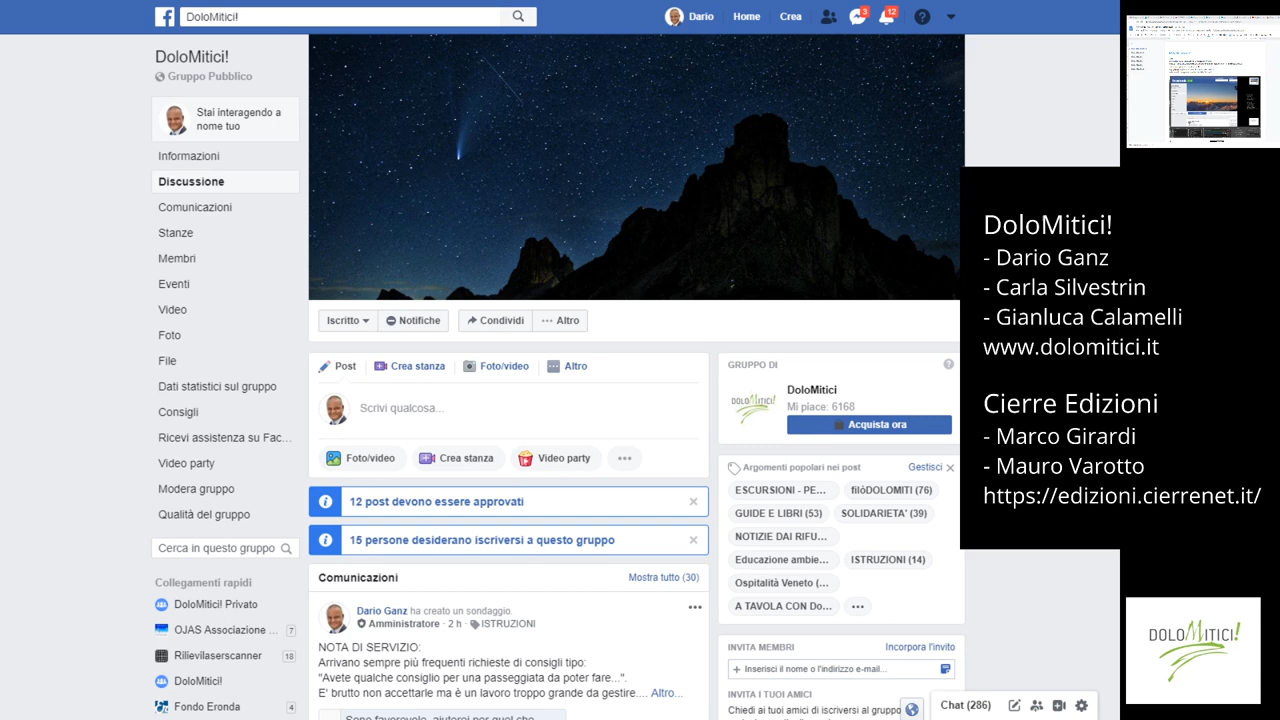 DoloMitici!
Dario
Home
Crea
3
12
DoloMitici!
Gruppo Pubblico
Stai interagendo a
nome tuo
Informazioni
Discussione
Comunicazioni
Stanze
Membri
Eventi
Video
Foto
File
Dati statistici sul gruppo
Consigli
Ricevi assistenza su Fac...
Video party
Modera gruppo
Qualità del gruppo
Cerca in questo gruppo
Collegamenti rapidi
DoloMitici! Privato
OJAS Associazione ... 7
Rilievilaserscanner 18
DoloMitici!
Fondo Eronda 4
Iscritto
Notifiche
Condividi
Altro
Post
Crea stanza
Foto/video
Altro
Scrivi qualcosa...
Foto/video
Crea stanza
Video party
12 post devono essere approvati
15 persone desiderano iscriversi a questo gruppo
Comunicazioni
Mostra tutto (30)
Dario Ganz ha creato un sondaggio.
Amministratore · 2 h · ISTRUZIONI
NOTA DI SERVIZIO:
Arrivano sempre più frequenti richieste di consigli tipo:
"Avete qualche consiglio per una passeggiata da poter fare...".
E' brutto non accettarle ma è un lavoro troppo grande da gestire.... Altro...
Sono favorevole, aiutarsi per quel che
GRUPPO DI
DOLOMITICI!
DoloMitici
Mi piace: 6168
Acquista ora
Argomenti popolari nei post
Gestisci
ESCURSIONI - PE...
filòDOLOMITI (76)
GUIDE E LIBRI (53)
SOLIDARIETA' (39)
NOTIZIE DAI RIFU...
Educazione ambie...
ISTRUZIONI (14)
Ospitalità Veneto (...
A TAVOLA CON Do...
INVITA MEMBRI
Incorpora l'invito
Inserisci il nome o l'indirizzo e-mail...
INVITA I TUOI AMICI
Chiedi ai tuoi amici di iscriversi al gruppo
Chat (286)
DoloMitici!
- Dario Ganz
- Carla Silvestrin
- Gianluca Calamelli
www.dolomitici.it
Cierre Edizioni
- Marco Girardi
- Mauro Varotto
https://edizioni.cierrenet.it/
DOLOMITICI!